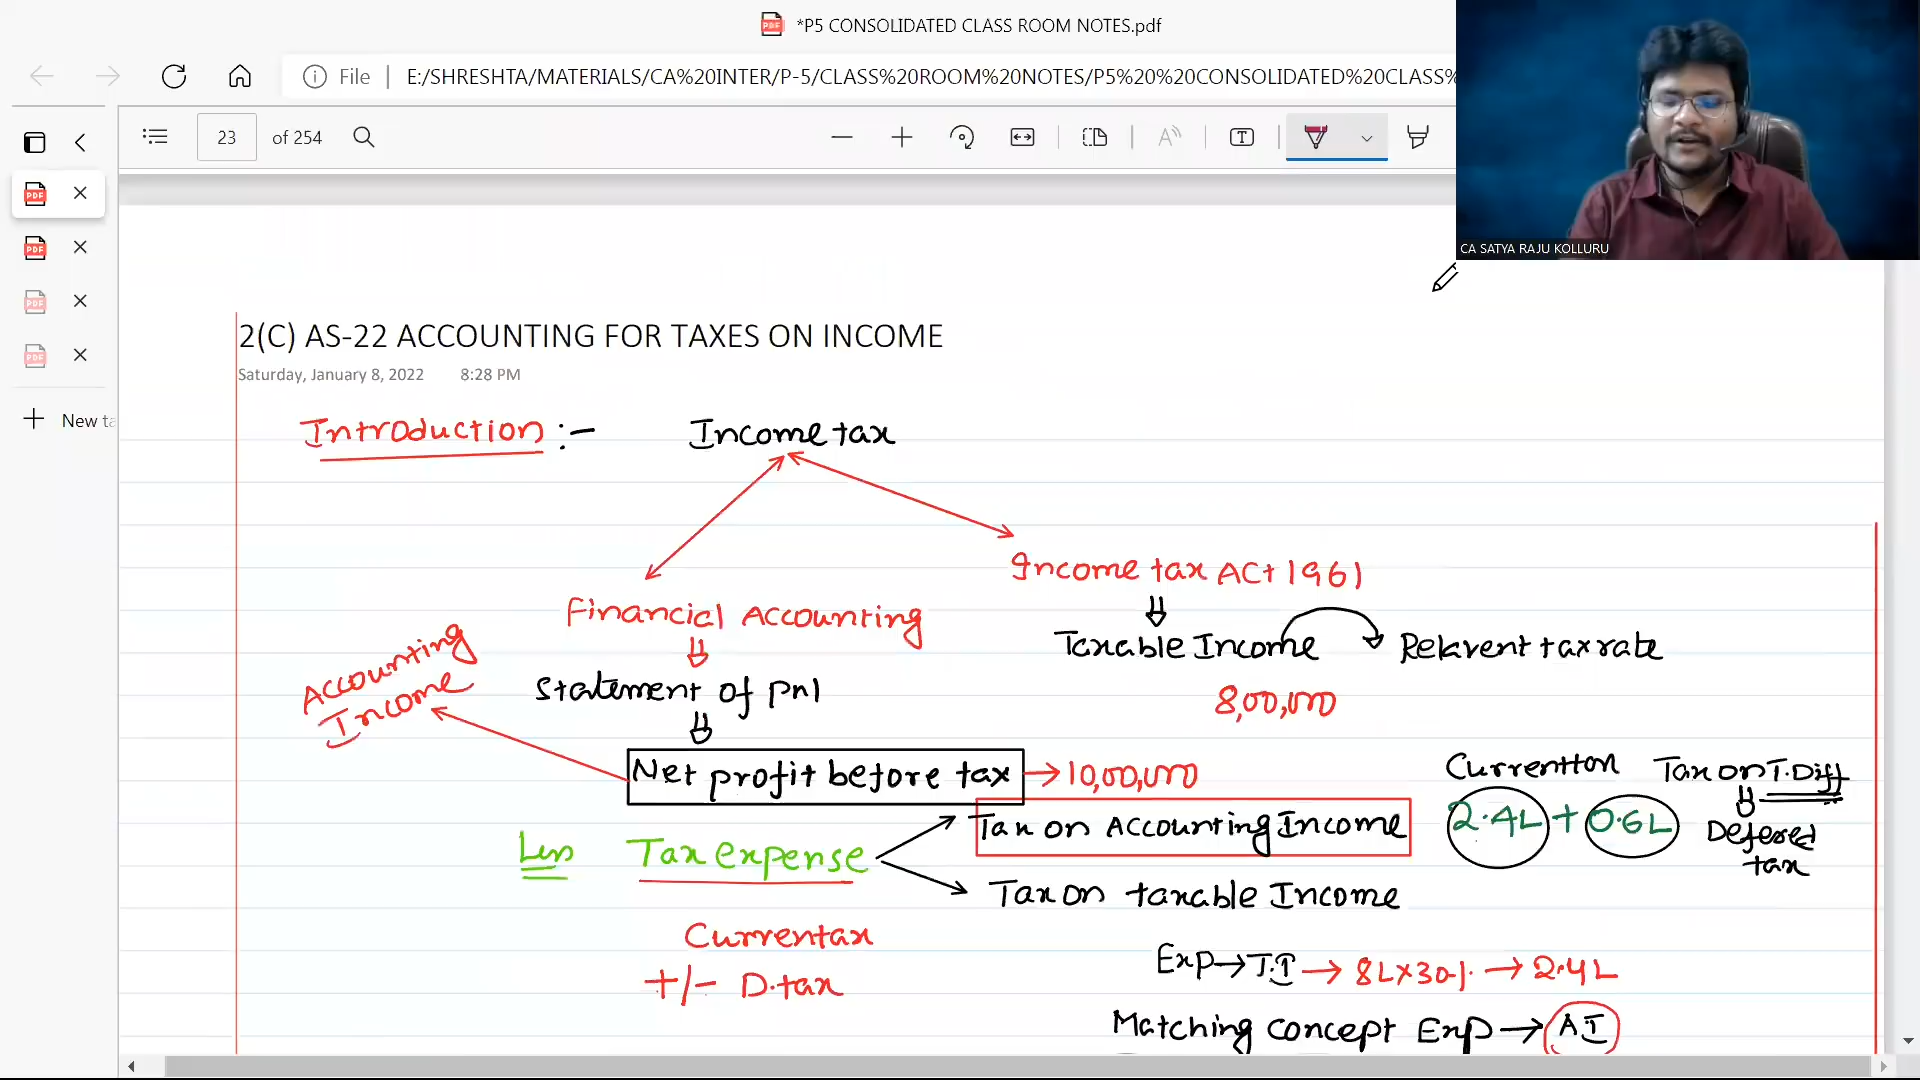 *P5 CONSOLIDATED CLASS ROOM NOTES.pdf
File | E:/SHRESHTA/MATERIALS/CA%20INTER/P-5/CLASS%20ROOM%20NOTES/P5%20%20CONSOLIDATED%20CLASS%
23 of 254
New ta
CA SATYA RAJU KOLLURU
2(C) AS-22 ACCOUNTING FOR TAXES ON INCOME
Saturday, January 8, 2022 8:28 PM
Introduction :- Income tax
Income tax Act 1961
Financial Accounting
Taxable Income Relavent tax rate
Accounting Income
Statement of pnl
8,00,000
Net profit before tax → 10,00,000
Current tax Tax on T.Diff
Tax on Accounting Income 2.4L + 0.6L Defered tax
Less Tax expense
Tax on taxable Income
Currentax
+/- D.tax
Exp → T.I → 8L x 30% → 2.4L
Matching concept Exp → A.I